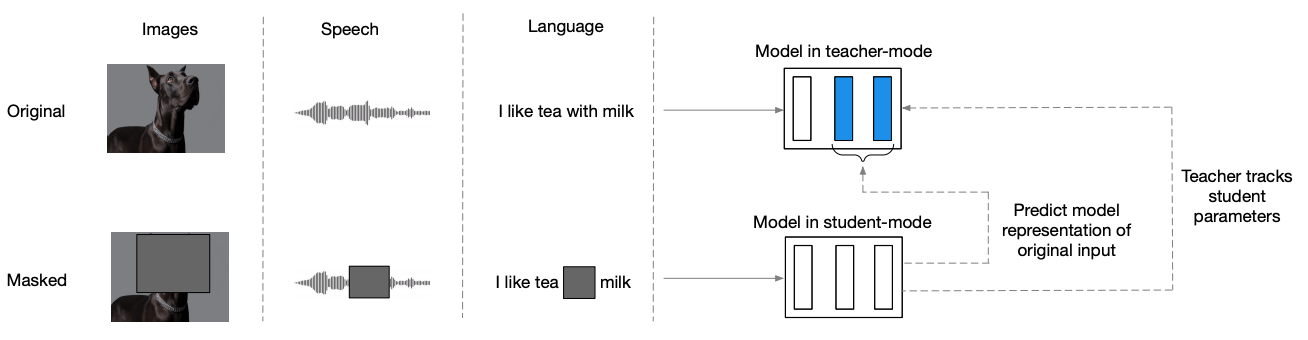 Images
Speech
Language
Original
I like tea with milk
Model in teacher-mode
Teacher tracks
student
parameters
Predict model
representation of
original input
Model in student-mode
Masked
I like tea
milk